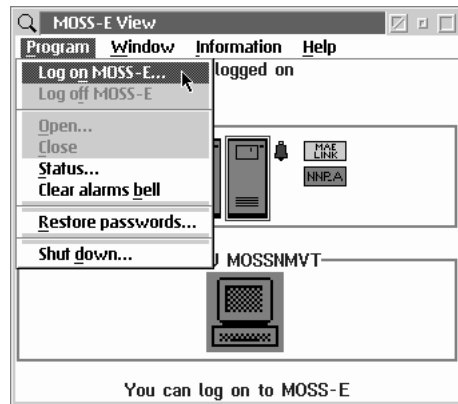 MOSS-E View
Program Window Information Help
Log on MOSS-E...
logged on
Log off MOSS-E
Open...
Close
Status...
Clear alarms bell
MAE
LINK
NNP.A
Restore passwords...
Shut down...
MOSSNMVT
You can log on to MOSS-E